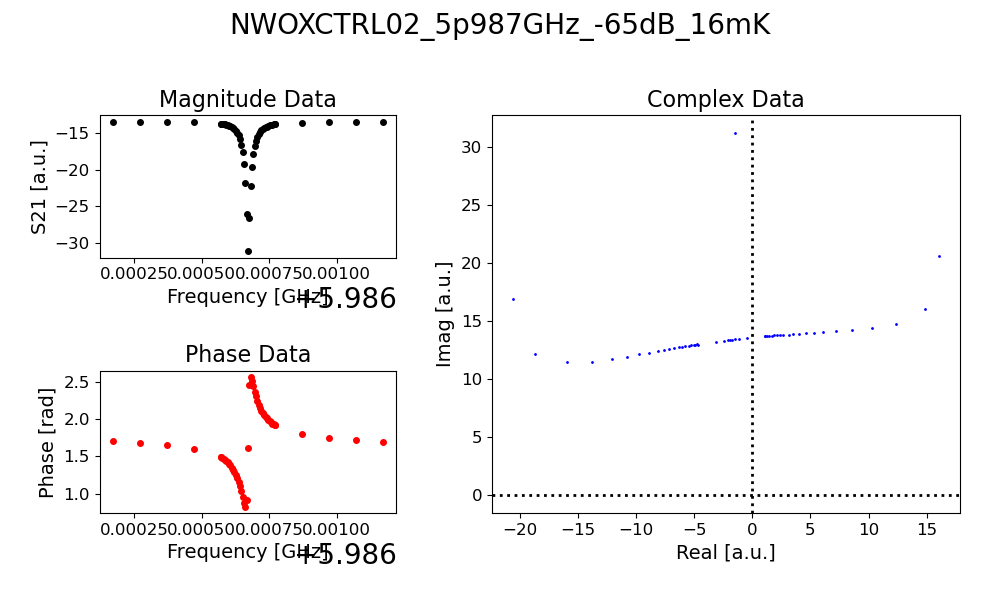 NWOXCTRL02_5p987GHz_-65dB_16mK
Magnitude Data
S21 [a.u.]
−15
−20
−25
−30
0.00025 0.00050 0.00075 0.00100
Frequency [GHz]
+5.986
Phase Data
Phase [rad]
2.5
2.0
1.5
1.0
0.00025 0.00050 0.00075 0.00100
Frequency [GHz]
+5.986
Complex Data
Imag [a.u.]
30
25
20
15
10
5
0
−20 −15 −10 −5 0 5 10 15
Real [a.u.]